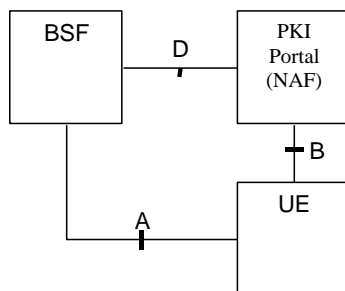 BSF
D
PKI
Portal
(NAF)
B
UE
A